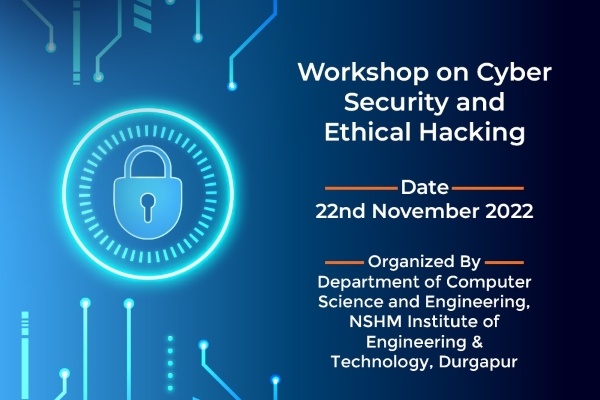 Workshop on Cyber
Security and
Ethical Hacking
Date
22nd November 2022
Organized By
Department of Computer
Science and Engineering,
NSHM Institute of
Engineering &
Technology, Durgapur